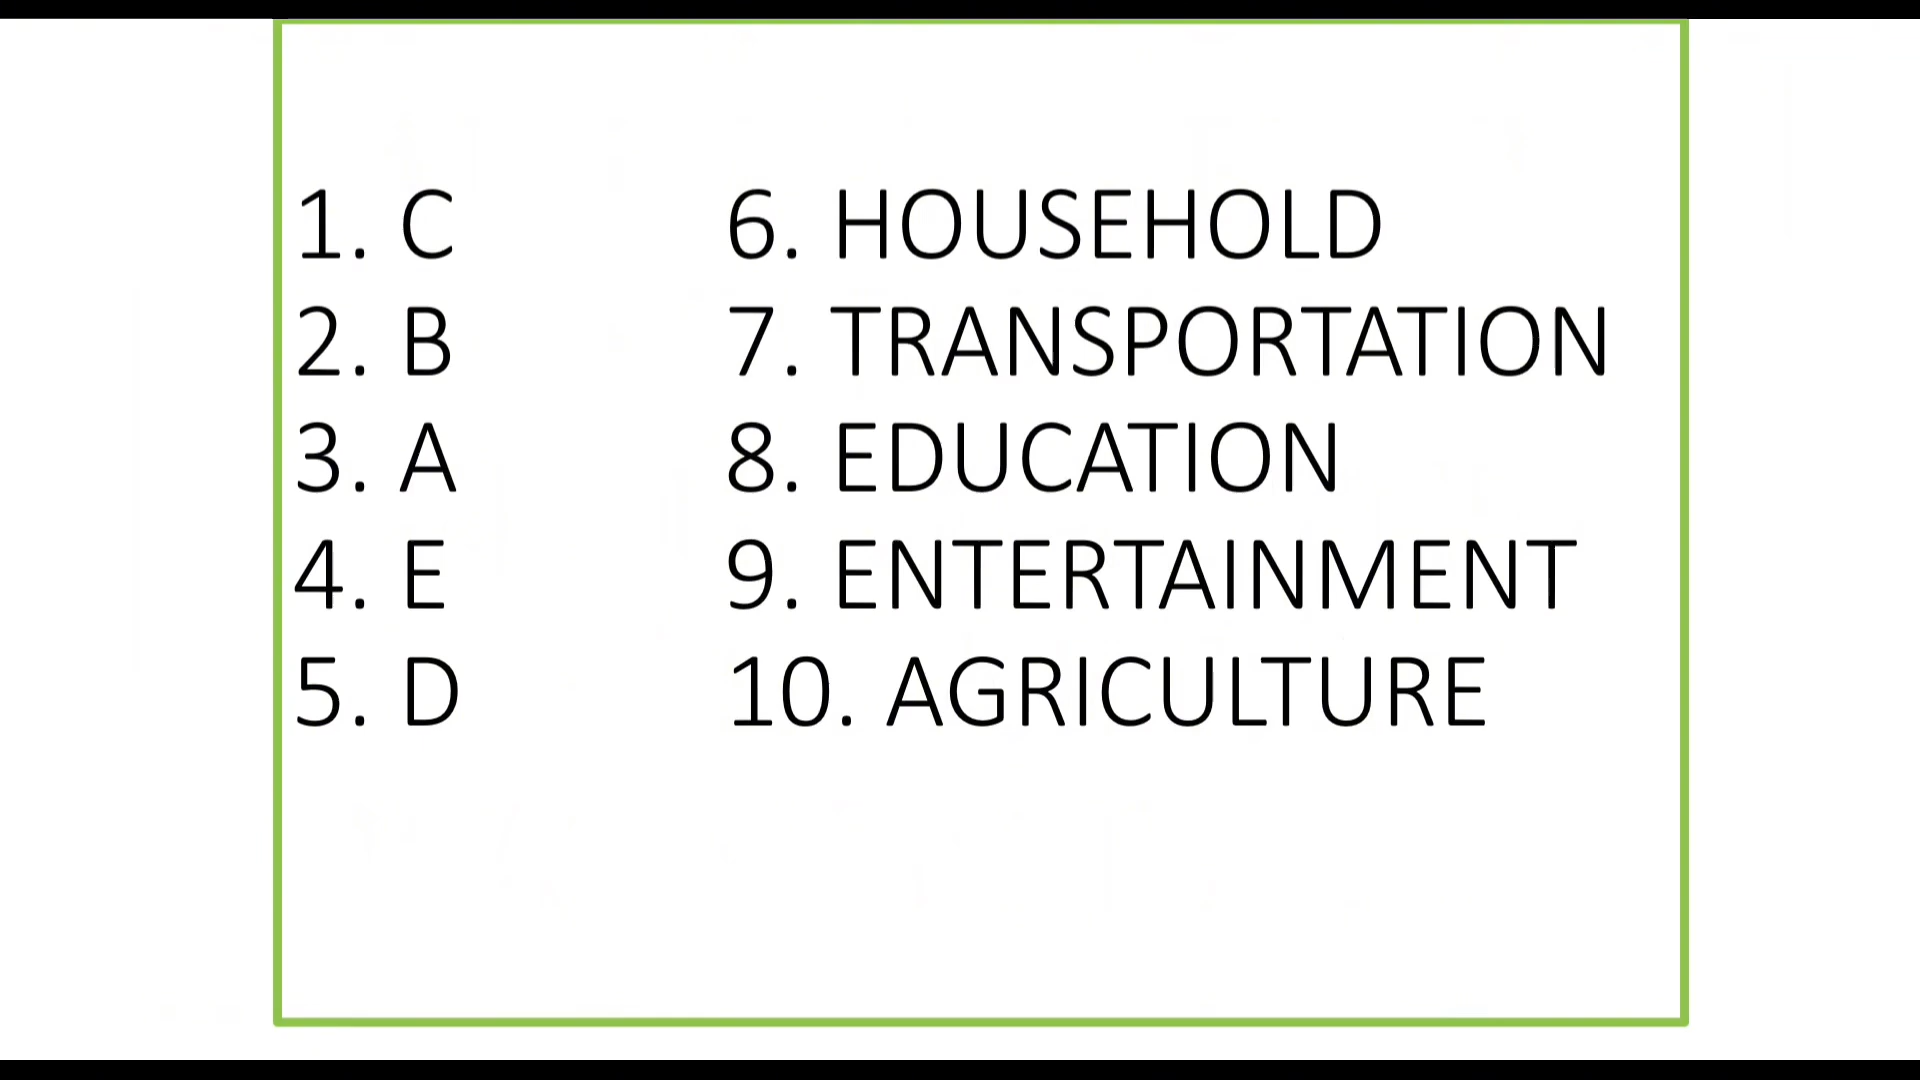 1. C
2. B
3. A
4. E
5. D
6. HOUSEHOLD
7. TRANSPORTATION
8. EDUCATION
9. ENTERTAINMENT
10. AGRICULTURE